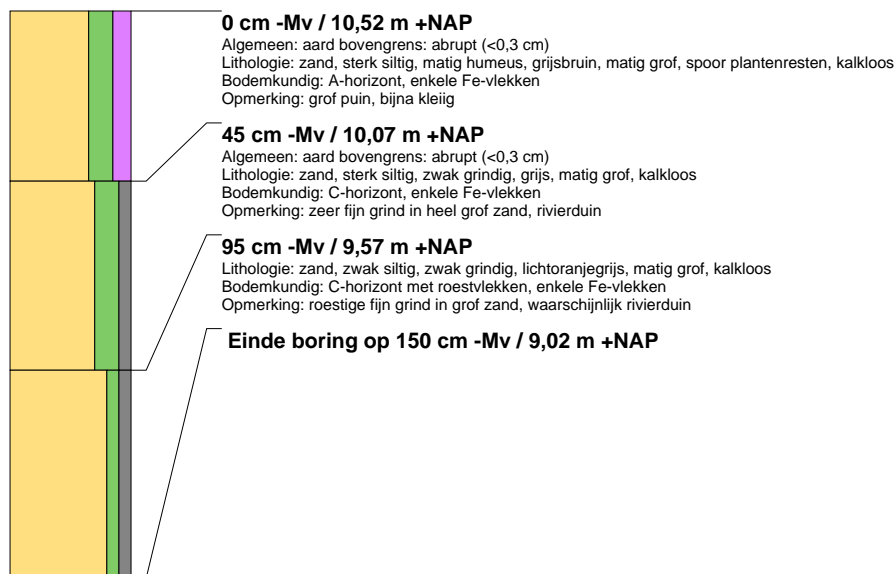 0 cm -Mv / 10,52 m +NAP
Algemeen: aard bovengrens: abrupt (<0,3 cm)
Lithologie: zand, sterk siltig, matig humeus, grijsbruin, matig grof, spoor plantenresten, kalkloos
Bodemkundig: A-horizont, enkele Fe-vlekken
Opmerking: grof puin, bijna kleiig
45 cm -Mv / 10,07 m +NAP
Algemeen: aard bovengrens: abrupt (<0,3 cm)
Lithologie: zand, sterk siltig, zwak grindig, grijs, matig grof, kalkloos
Bodemkundig: C-horizont, enkele Fe-vlekken
Opmerking: zeer fijn grind in heel grof zand, rivierduin
95 cm -Mv / 9,57 m +NAP
Lithologie: zand, zwak siltig, zwak grindig, lichtoranjegrijs, matig grof, kalkloos
Bodemkundig: C-horizont met roestvlekken, enkele Fe-vlekken
Opmerking: roestige fijn grind in grof zand, waarschijnlijk rivierduin
Einde boring op 150 cm -Mv / 9,02 m +NAP